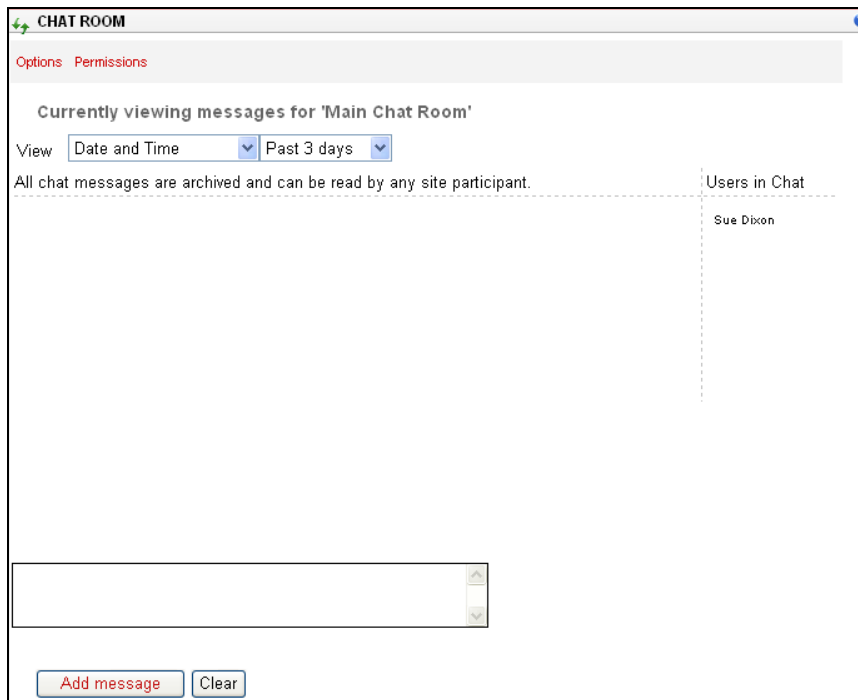 CHAT ROOM
Options Permissions
Currently viewing messages for 'Main Chat Room'
View Date and Time Past 3 days
All chat messages are archived and can be read by any site participant. Users in Chat
Sue Dixon
Add message Clear